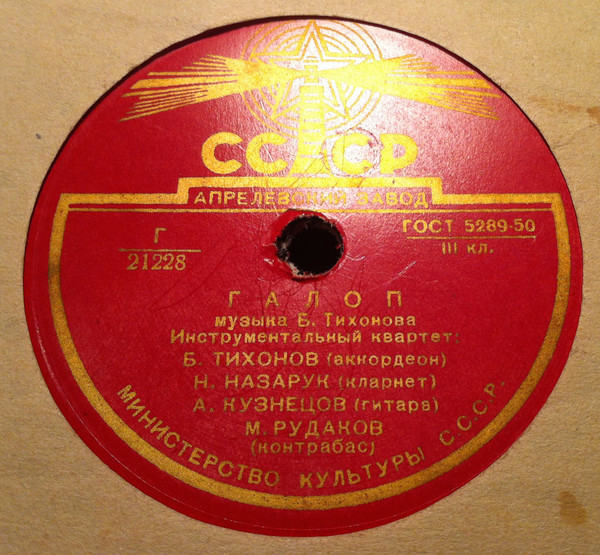 СССР
АПРЕЛЕВСКИЙ ЗАВОД
Г
21228
ГОСТ 5289-50
III кл.
ГАЛОП
музыка Б. Тихонова
Инструментальный квартет:
Б. ТИХОНОВ (аккордеон)
Н. НАЗАРУК (кларнет)
А. КУЗНЕЦОВ (гитара)
М. РУДАКОВ
(контрабас)
МИНИСТЕРСТВО КУЛЬТУРЫ С.С.С.Р.